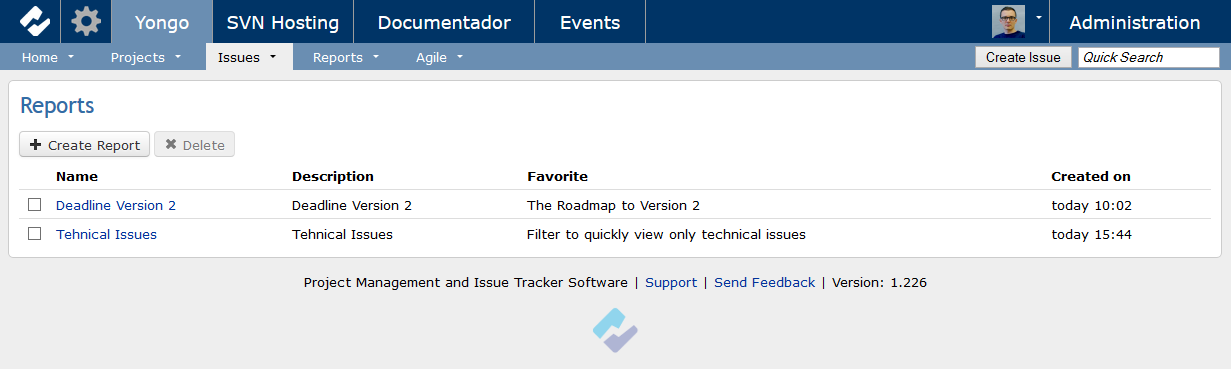 Yongo SVN Hosting Documentador Events Administration
Home Projects Issues Reports Agile Create Issue Quick Search
Reports
Create Report Delete
Name Description Favorite Created on
Deadline Version 2 Deadline Version 2 The Roadmap to Version 2 today 10:02
Tehnical Issues Tehnical Issues Filter to quickly view only technical issues today 15:44
Project Management and Issue Tracker Software | Support | Send Feedback | Version: 1.226